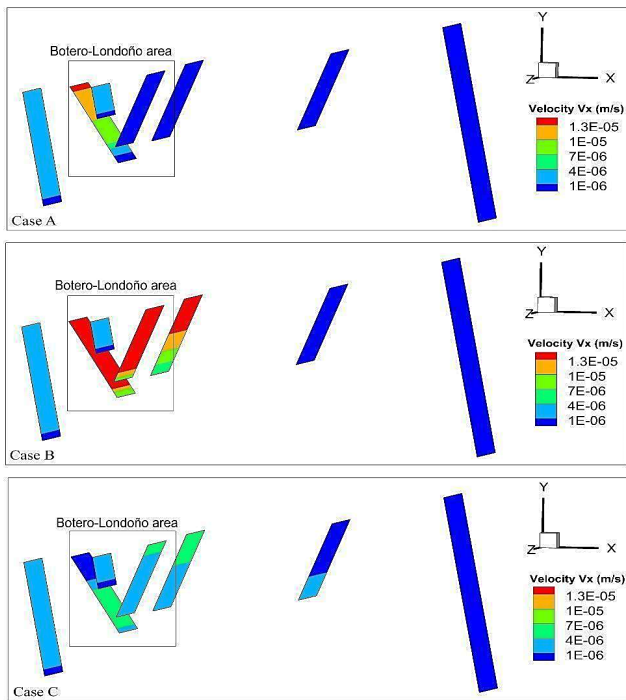 Botero-Londoño area
Y
Z
X
Velocity Vx (m/s)
1.3E-05
1E-05
7E-06
4E-06
1E-06
Case A
Botero-Londoño area
Y
Z
X
Velocity Vx (m/s)
1.3E-05
1E-05
7E-06
4E-06
1E-06
Case B
Botero-Londoño area
Y
Z
X
Velocity Vx (m/s)
1.3E-05
1E-05
7E-06
4E-06
1E-06
Case C